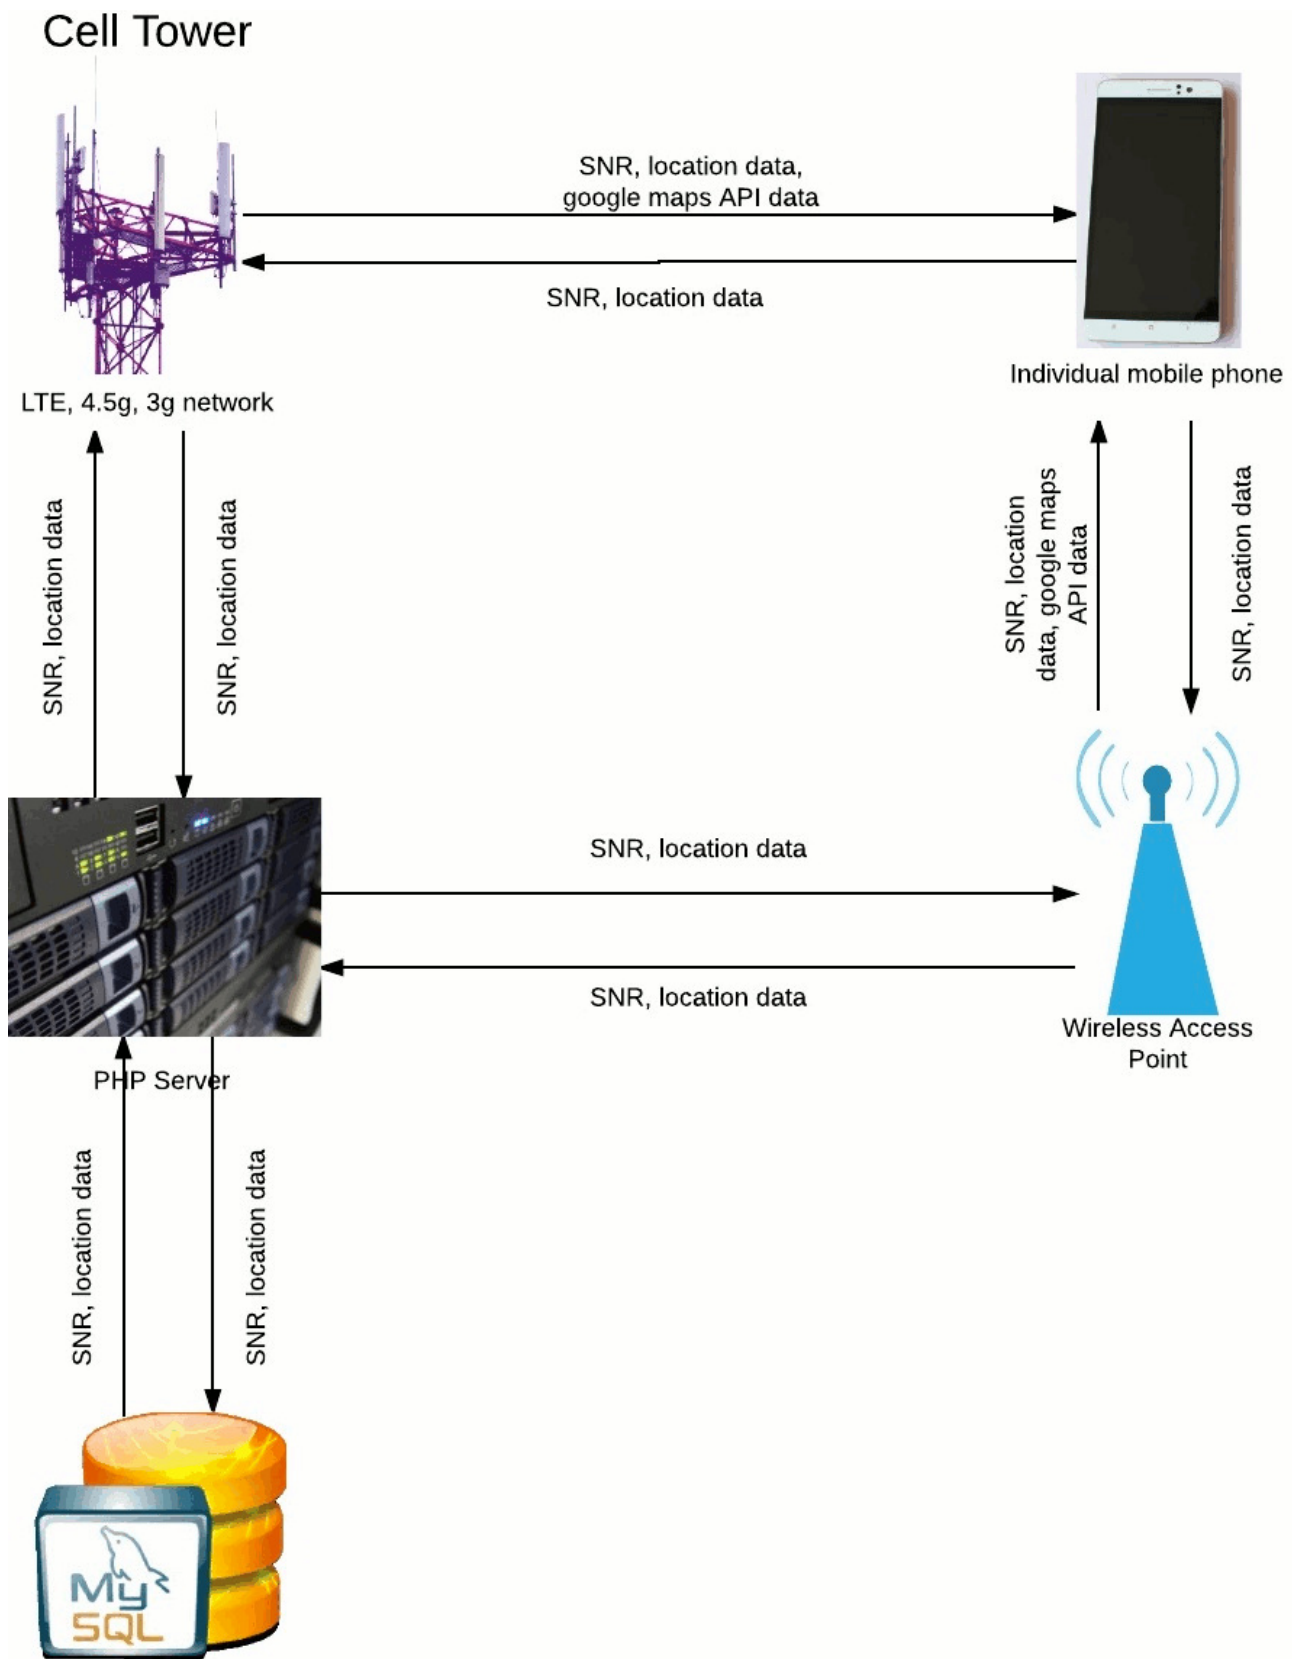 Cell Tower
SNR, location data,
google maps API data
SNR, location data
Individual mobile phone
LTE, 4.5g, 3g network
SNR, location data
SNR, location data
SNR, location
data, google maps
API data
SNR, location data
SNR, location data
SNR, location data
Wireless Access
Point
PHP Server
SNR, location data
SNR, location data
My
SQL